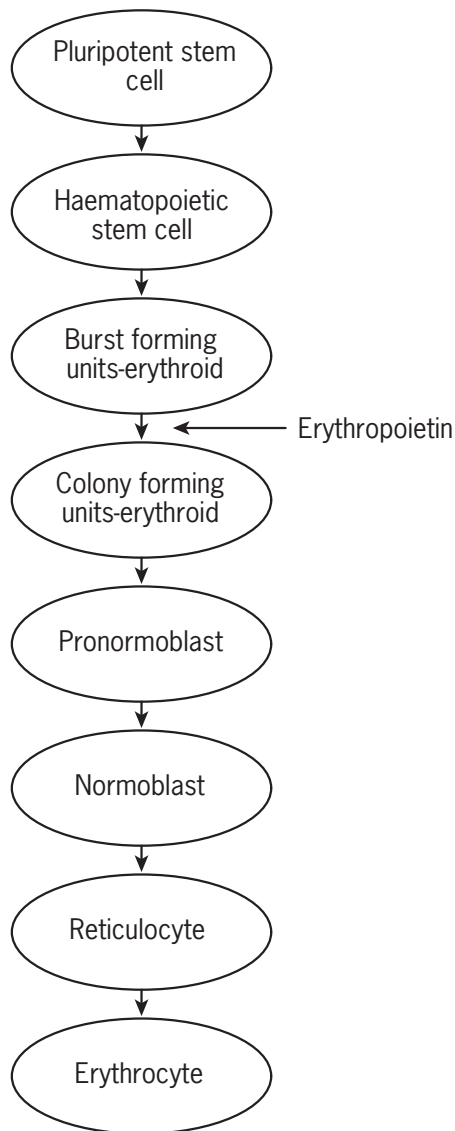 Pluripotent stem
cell
Haematopoietic
stem cell
Burst forming
units-erythroid
Erythropoietin
Colony forming
units-erythroid
Pronormoblast
Normoblast
Reticulocyte
Erythrocyte